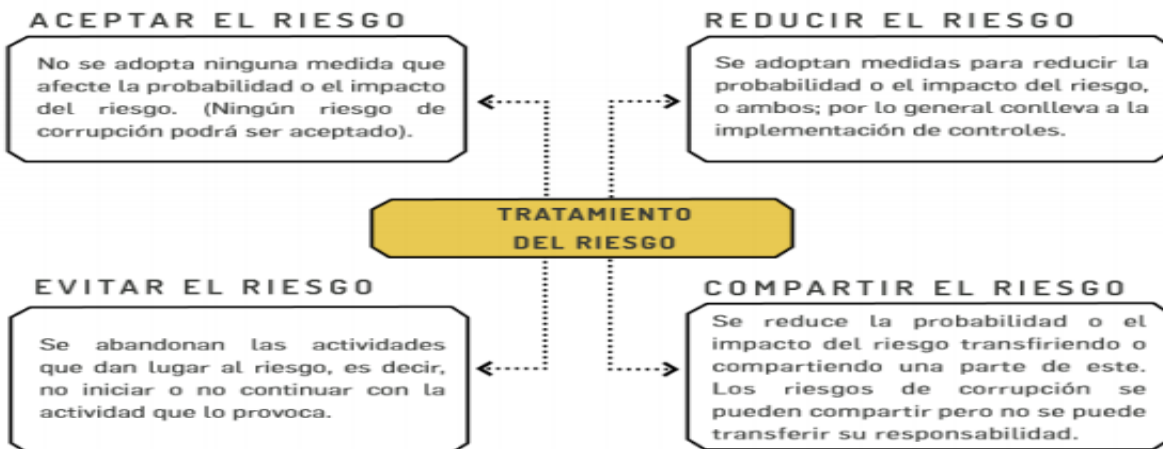 ACEPTAR EL RIESGO
No se adopta ninguna medida que
afecte la probabilidad o el impacto
del riesgo. (Ningún riesgo de
corrupción podrá ser aceptado).
REDUCIR EL RIESGO
Se adoptan medidas para reducir la
probabilidad o el impacto del riesgo,
o ambos; por lo general conlleva a la
implementación de controles.
TRATAMIENTO
DEL RIESGO
EVITAR EL RIESGO
Se abandonan las actividades
que dan lugar al riesgo, es decir,
no iniciar o no continuar con la
actividad que lo provoca.
COMPARTIR EL RIESGO
Se reduce la probabilidad o el
impacto del riesgo transfiriendo o
compartiendo una parte de este.
Los riesgos de corrupción se
pueden compartir pero no se puede
transferir su responsabilidad.